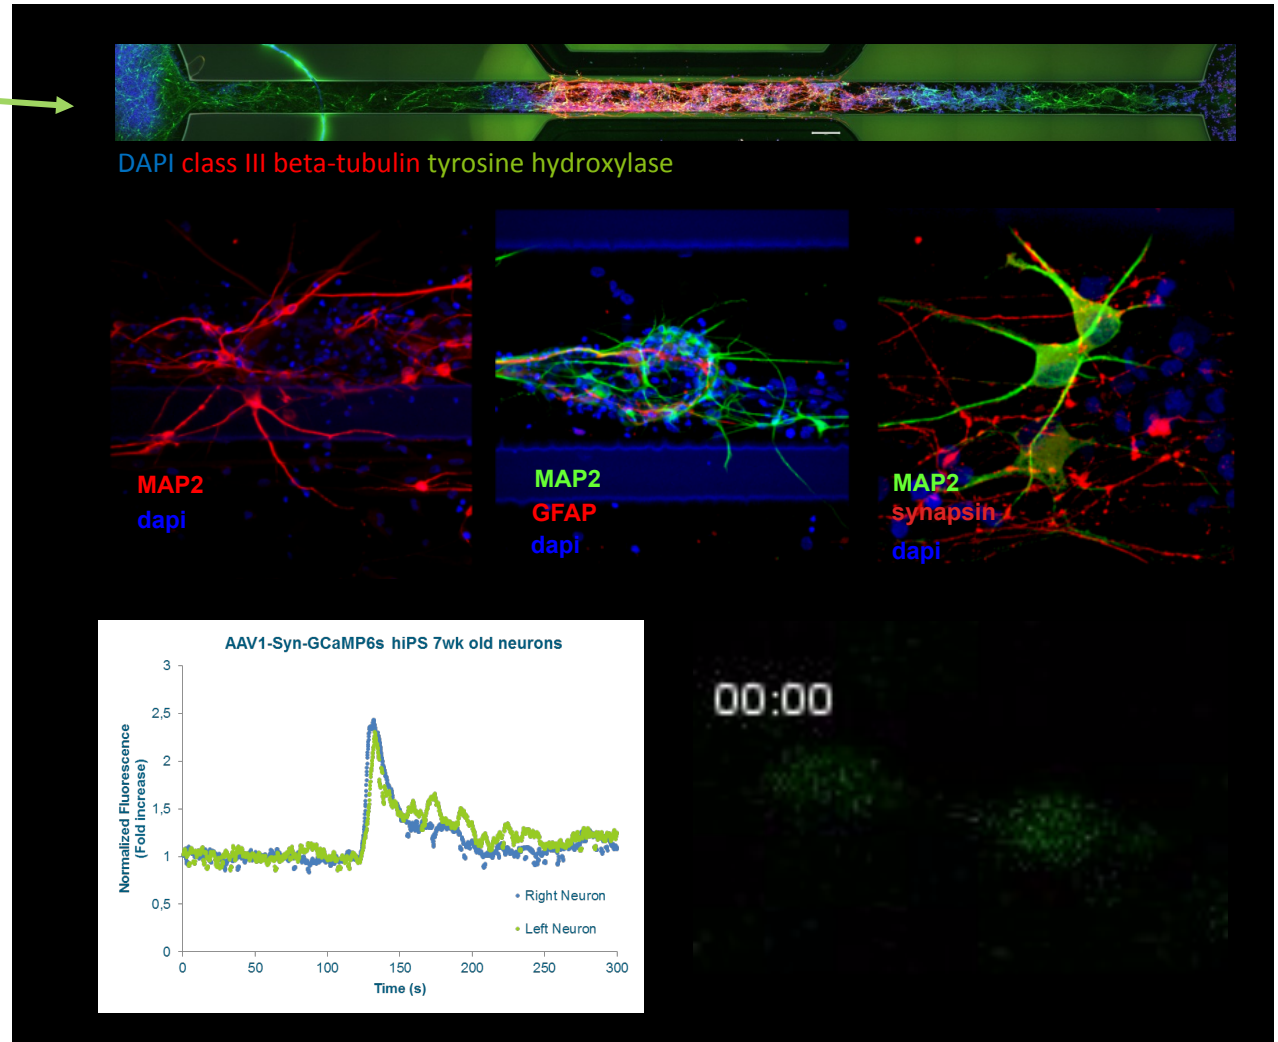 DAPI class III beta-tubulin tyrosine hydroxylase
MAP2
dapi
MAP2
GFAP
dapi
MAP2
synapsin
dapi
AAV1-Syn-GCaMP6s hiPS 7wk old neurons
Normalized Fluorescence
(Fold increase)
3
2,5
2
1,5
1
0,5
0
0 50 100 150 200 250 300
Time (s)
Right Neuron
Left Neuron
00:00